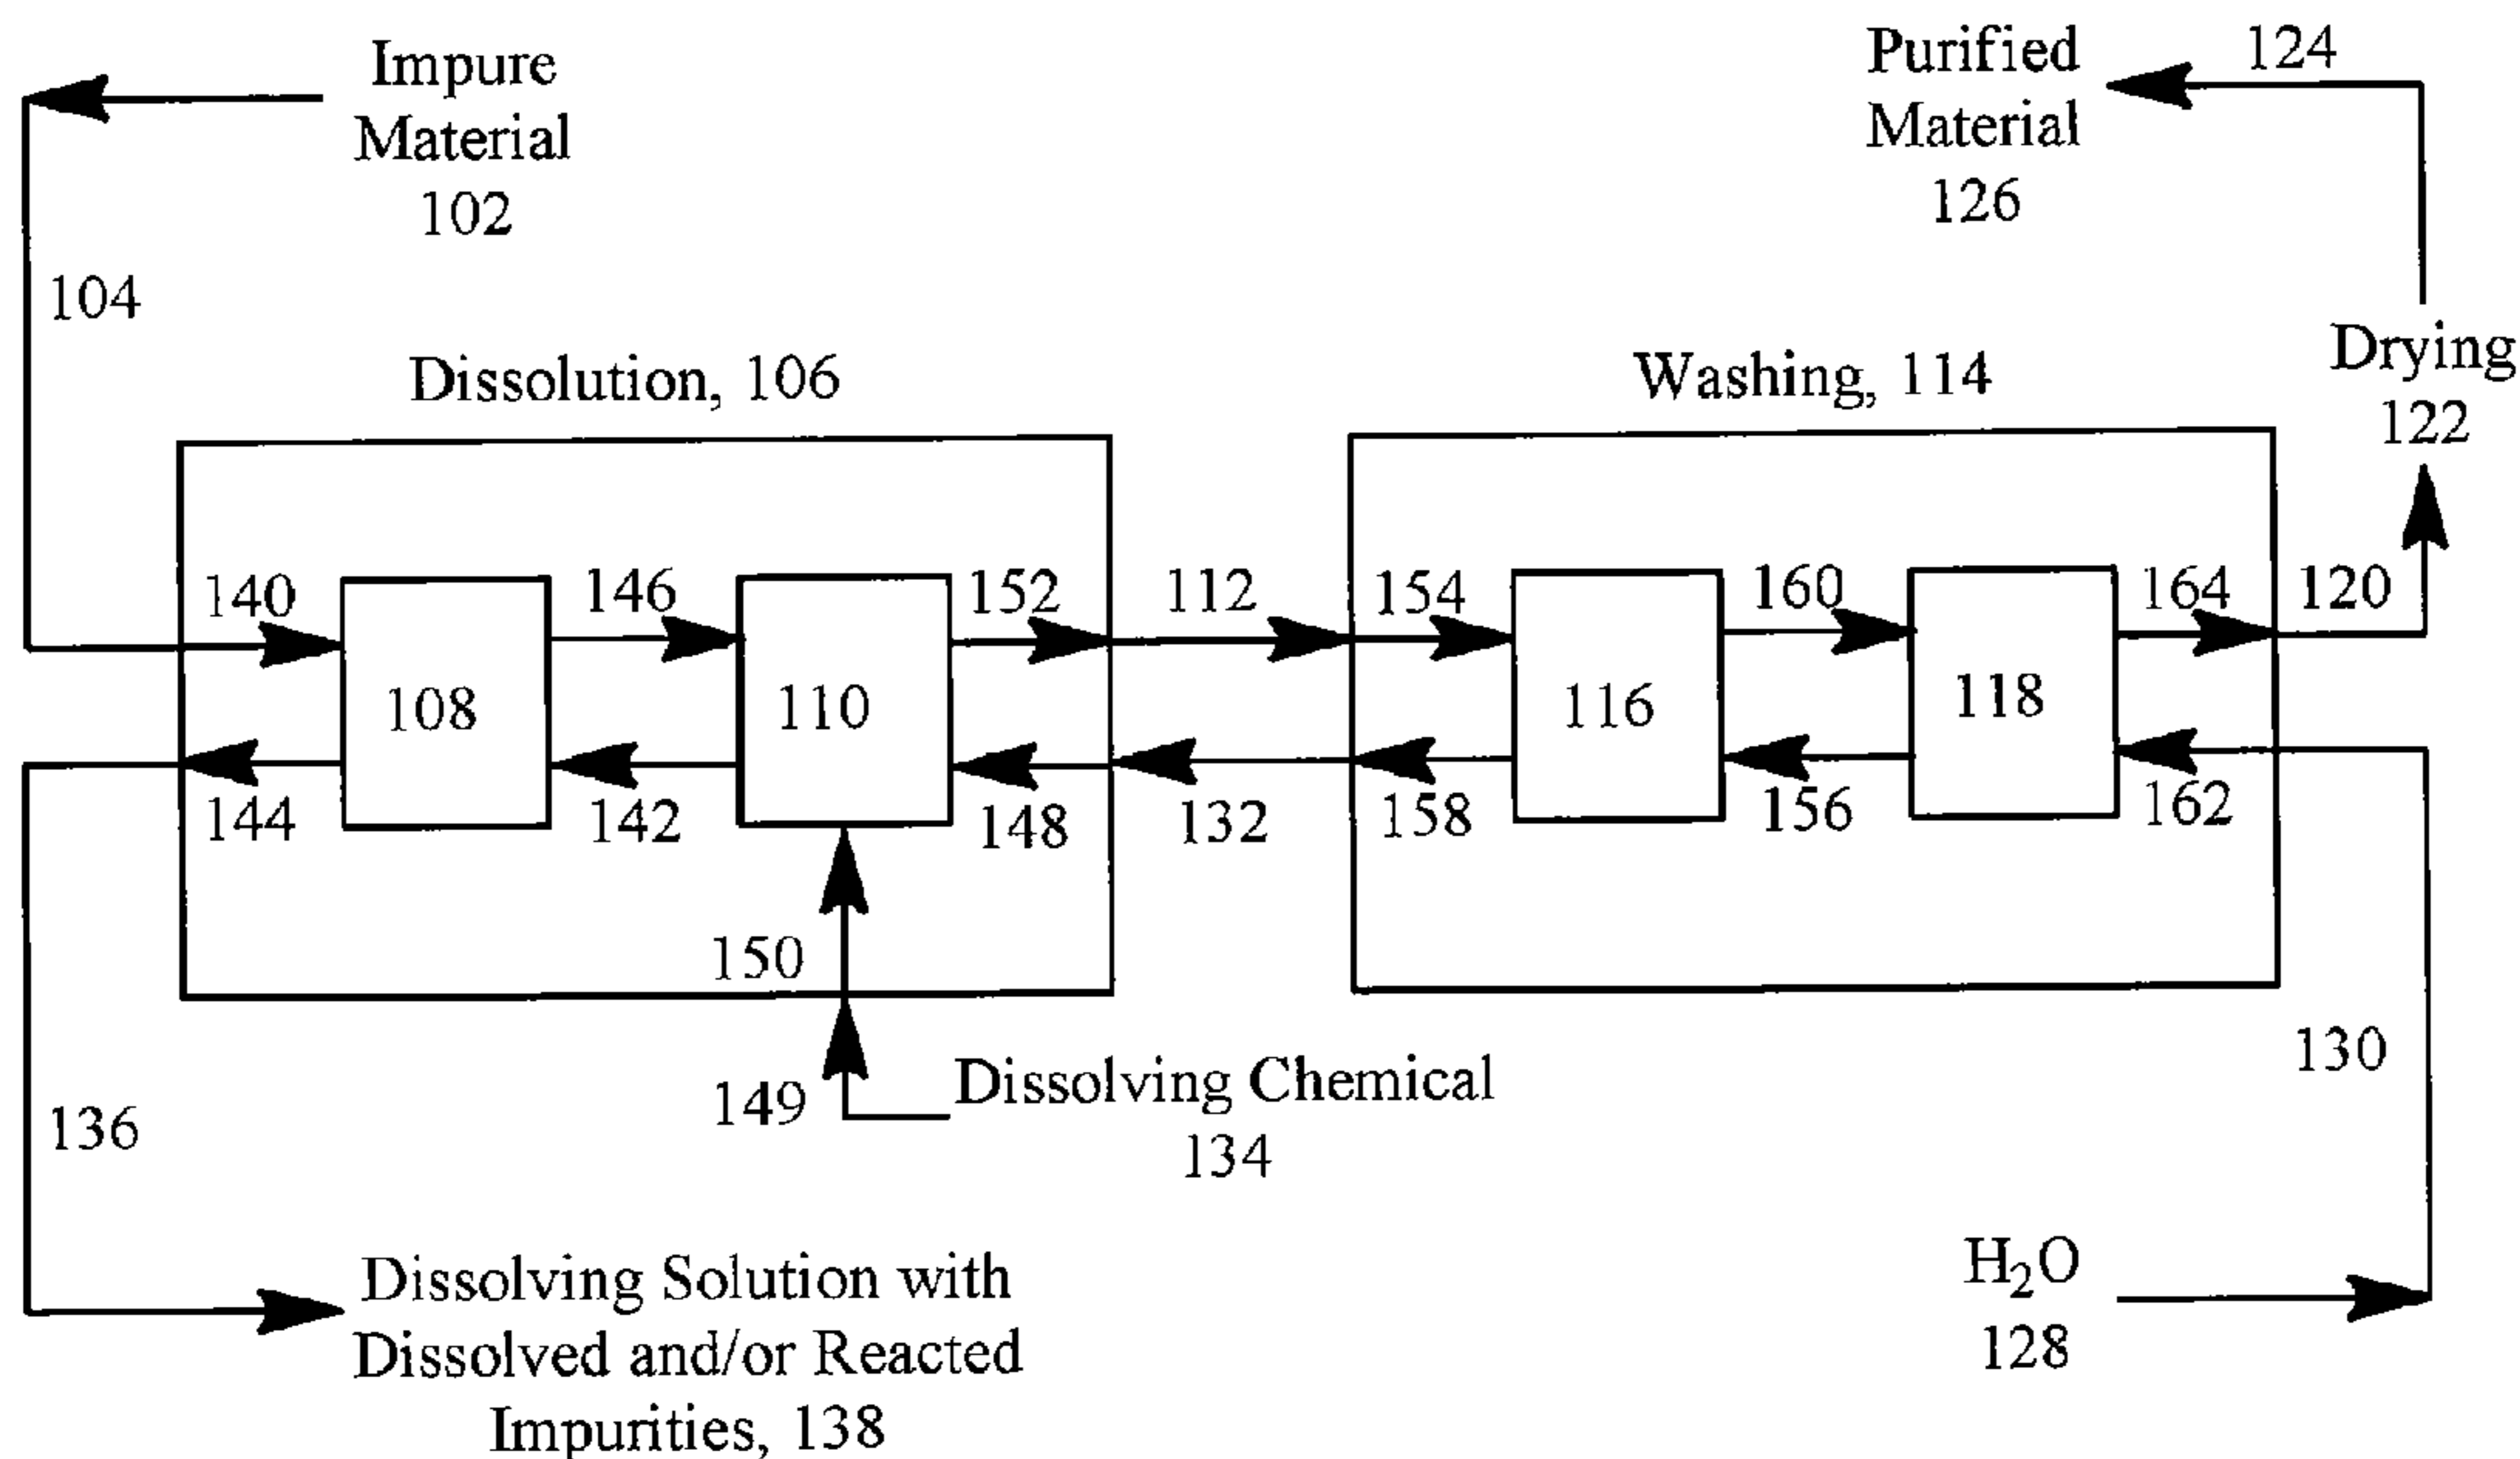 Impure
Material
102
Purified
Material
126
124
104
Drying
122
Dissolution, 106
Washing, 114
140
146
152
112
154
160
164
120
108
110
116
118
144
142
148
132
158
156
162
150
149
Dissolving Chemical
134
130
136
Dissolving Solution with
Dissolved and/or Reacted
Impurities, 138
H₂O
128